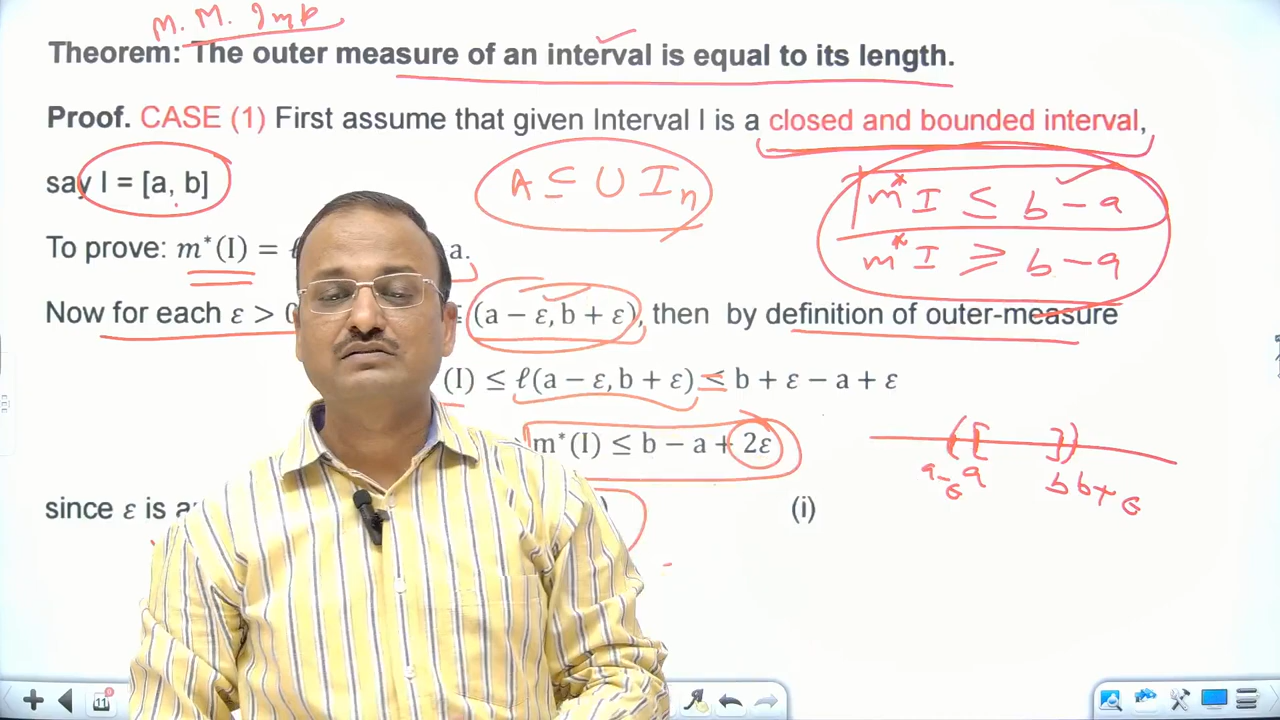 M. M. Imp
Theorem: The outer measure of an interval is equal to its length.
Proof. CASE (1) First assume that given Interval I is a closed and bounded interval,
say I = [a, b]
A ⊆ ∪ I_n
m* I ≤ b - a
m* I ≥ b - a
To prove: m*(I) = a.
Now for each ε > 0 (a − ε, b + ε), then by definition of outer-measure
(I) ≤ ℓ(a − ε, b + ε) ≤ b + ε − a + ε
m*(I) ≤ b − a + 2ε
a-ε a b b+ε
since ε is (i)
11